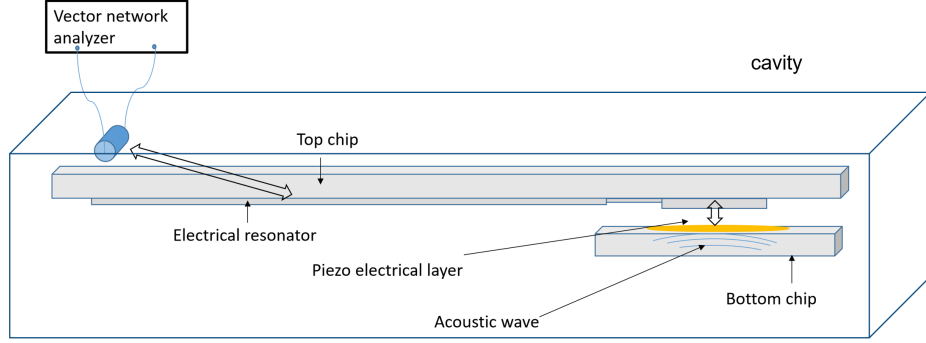 Vector network
analyzer
cavity
Top chip
Electrical resonator
Piezo electrical layer
Bottom chip
Acoustic wave